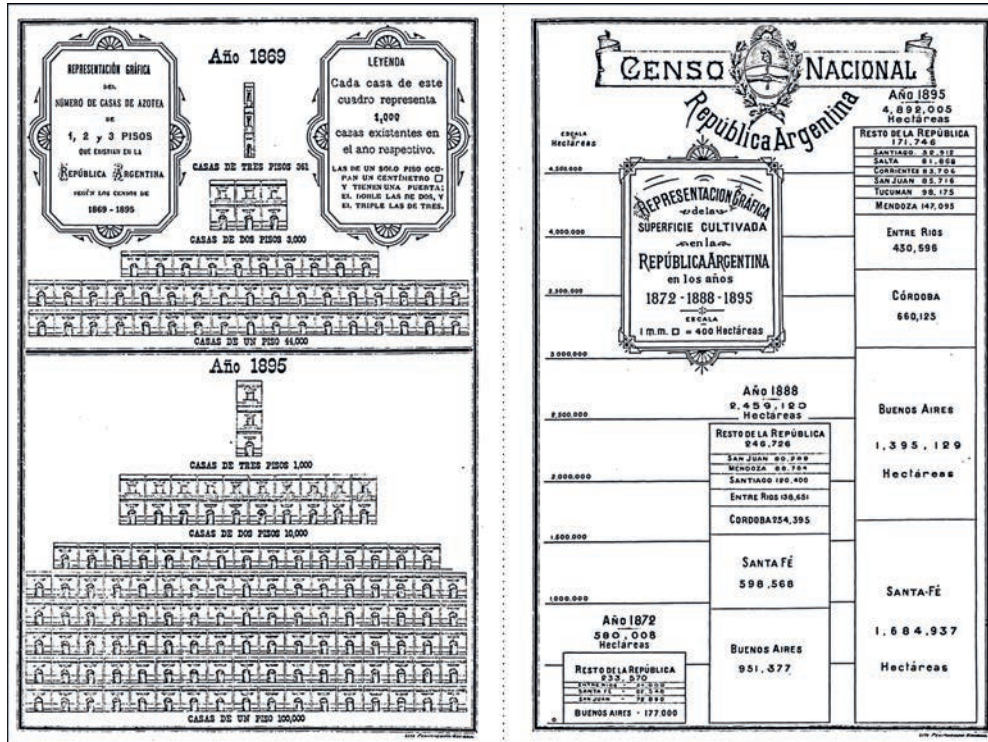 REPRESENTACIÓN GRÁFICA
DEL
NÚMERO DE CASAS DE AZOTEA
DE
1, 2 y 3 PISOS
QUE EXISTIAN EN LA
REPÚBLICA ARGENTINA
SEGÚN LOS CENSOS DE
1869-1895
Año 1869
LEYENDA
Cada casa de este
cuadro representa
1,000
casas existentes en
el año respectivo.
LAS DE UN SOLO PISO OCU-
PAN UN CENTÍMETRO □
Y TIENEN UNA PUERTA;
EL DOBLE LAS DE DOS, Y
EL TRIPLE LAS DE TRES.
CASAS DE TRES PISOS 361
CASAS DE DOS PISOS 3,000
CASAS DE UN PISO 44,000
Año 1895
CASAS DE TRES PISOS 1,000
CASAS DE DOS PISOS 10,000
CASAS DE UN PISO 100,000
CENSO NACIONAL
República Argentina
ESCALA
Hectáreas
REPRESENTACION GRÁFICA
de la
SUPERFICIE CULTIVADA
en la
REPÚBLICA ARGENTINA
en los años
1872-1888-1895
ESCALA
1 m.m. □ = 400 Hectáreas
4,500,000
4,000,000
3,500,000
3,000,000
2,500,000
2,000,000
1,500,000
1,000,000
0
Año 1872
580,008
Hectáreas
RESTO DE LA REPÚBLICA
233,570
ENTRE RIOS
SANTA FÉ
SAN JUAN
BUENOS AIRES - 177.000
Año 1888
2,459,120
Hectáreas
RESTO DE LA REPÚBLICA
246,726
SAN JUAN
MENDOZA
SANTIAGO 120,400
ENTRE RIOS 138,651
CORDOBA 254,395
SANTA FÉ
598,568
BUENOS AIRES
951,377
Año 1895
4,892,005
Hectáreas
RESTO DE LA REPÚBLICA
171,746
SANTIAGO
SALTA
CORRIENTES 83,706
SAN JUAN 85,716
TUCUMAN 98,175
MENDOZA 147,095
ENTRE RIOS
430,596
CÓRDOBA
660,125
BUENOS AIRES
1,395,129
Hectáreas
SANTA-FÉ
1,684,937
Hectáreas